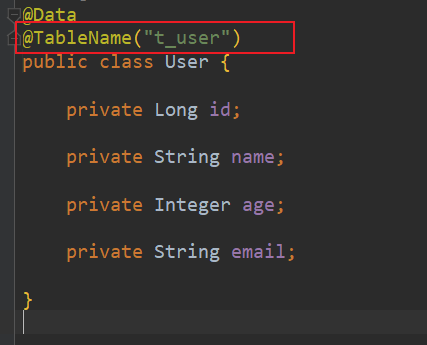 @Data
@TableName("t_user")
public class User {
private Long id;
private String name;
private Integer age;
private String email;
}